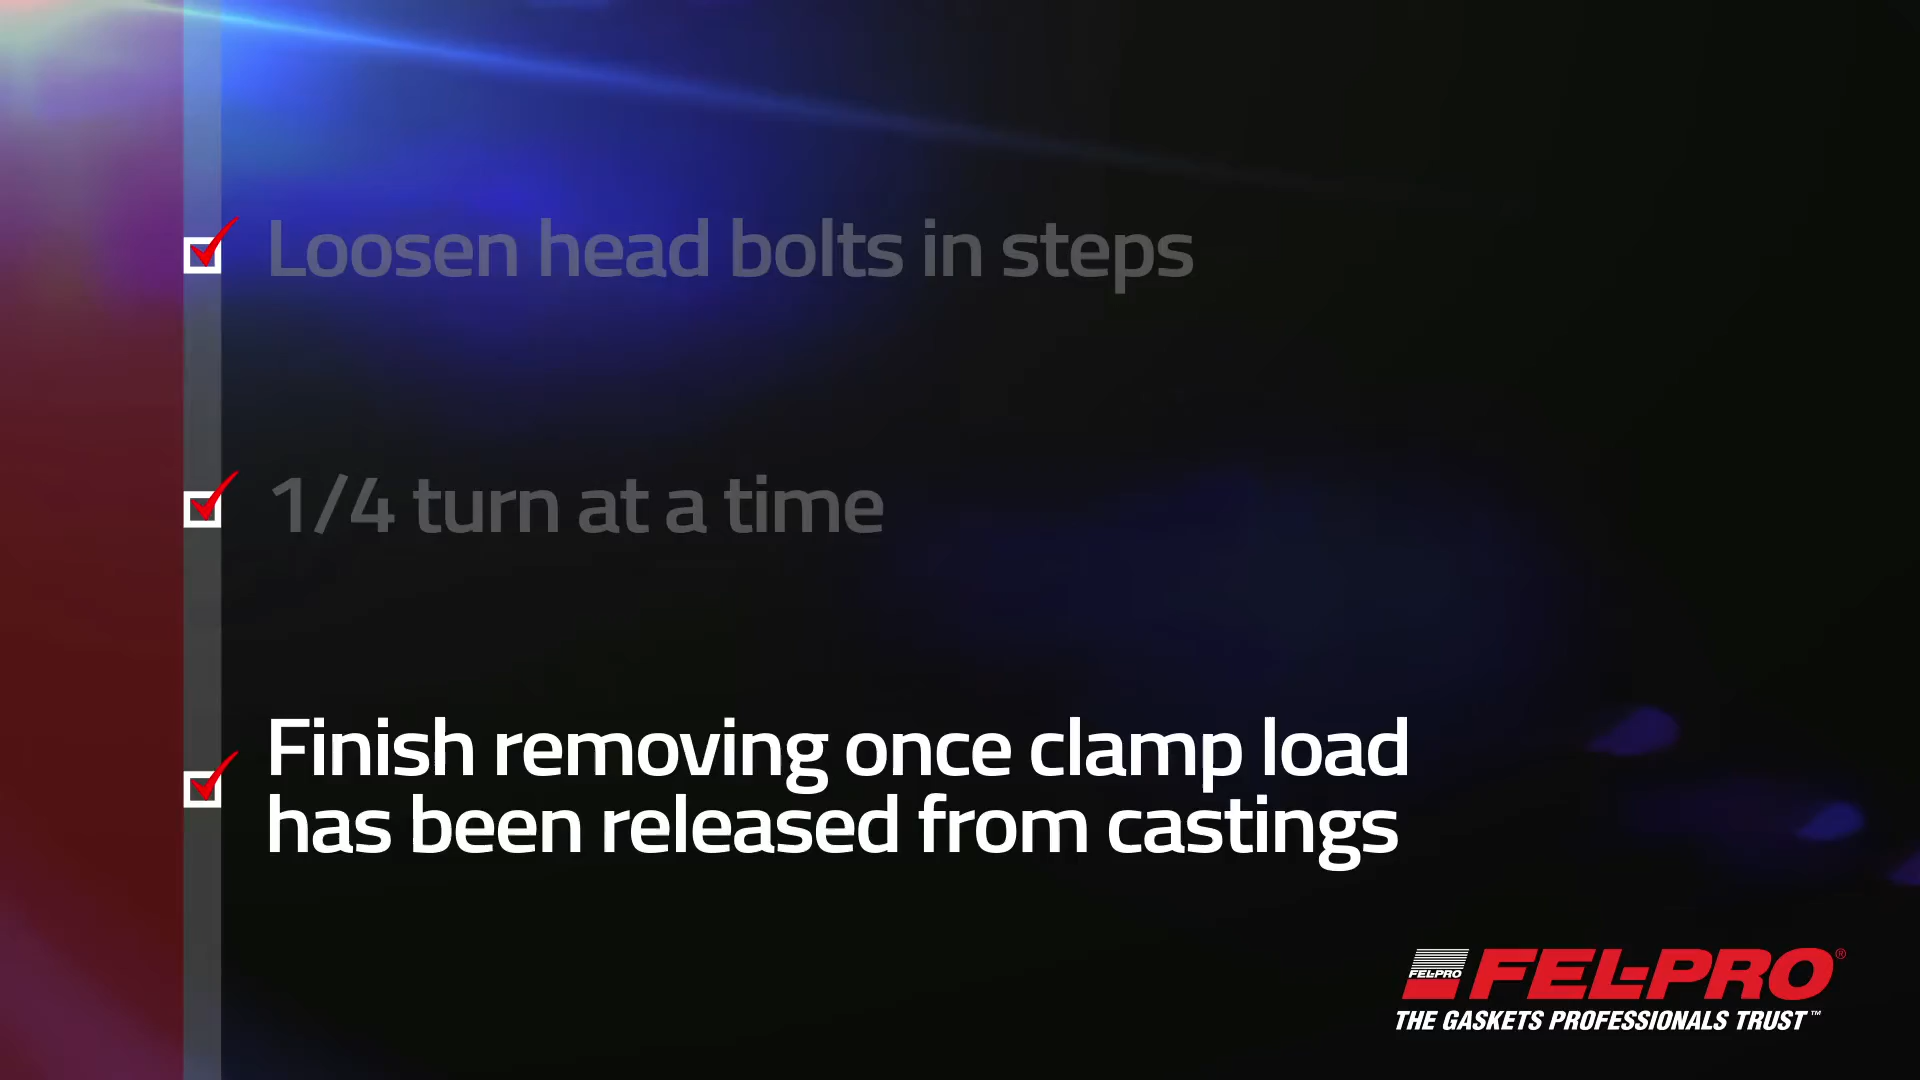 Loosen head bolts in steps
1/4 turn at a time
Finish removing once clamp load
has been released from castings
FEL-PRO FEL-PRO®
THE GASKETS PROFESSIONALS TRUST™